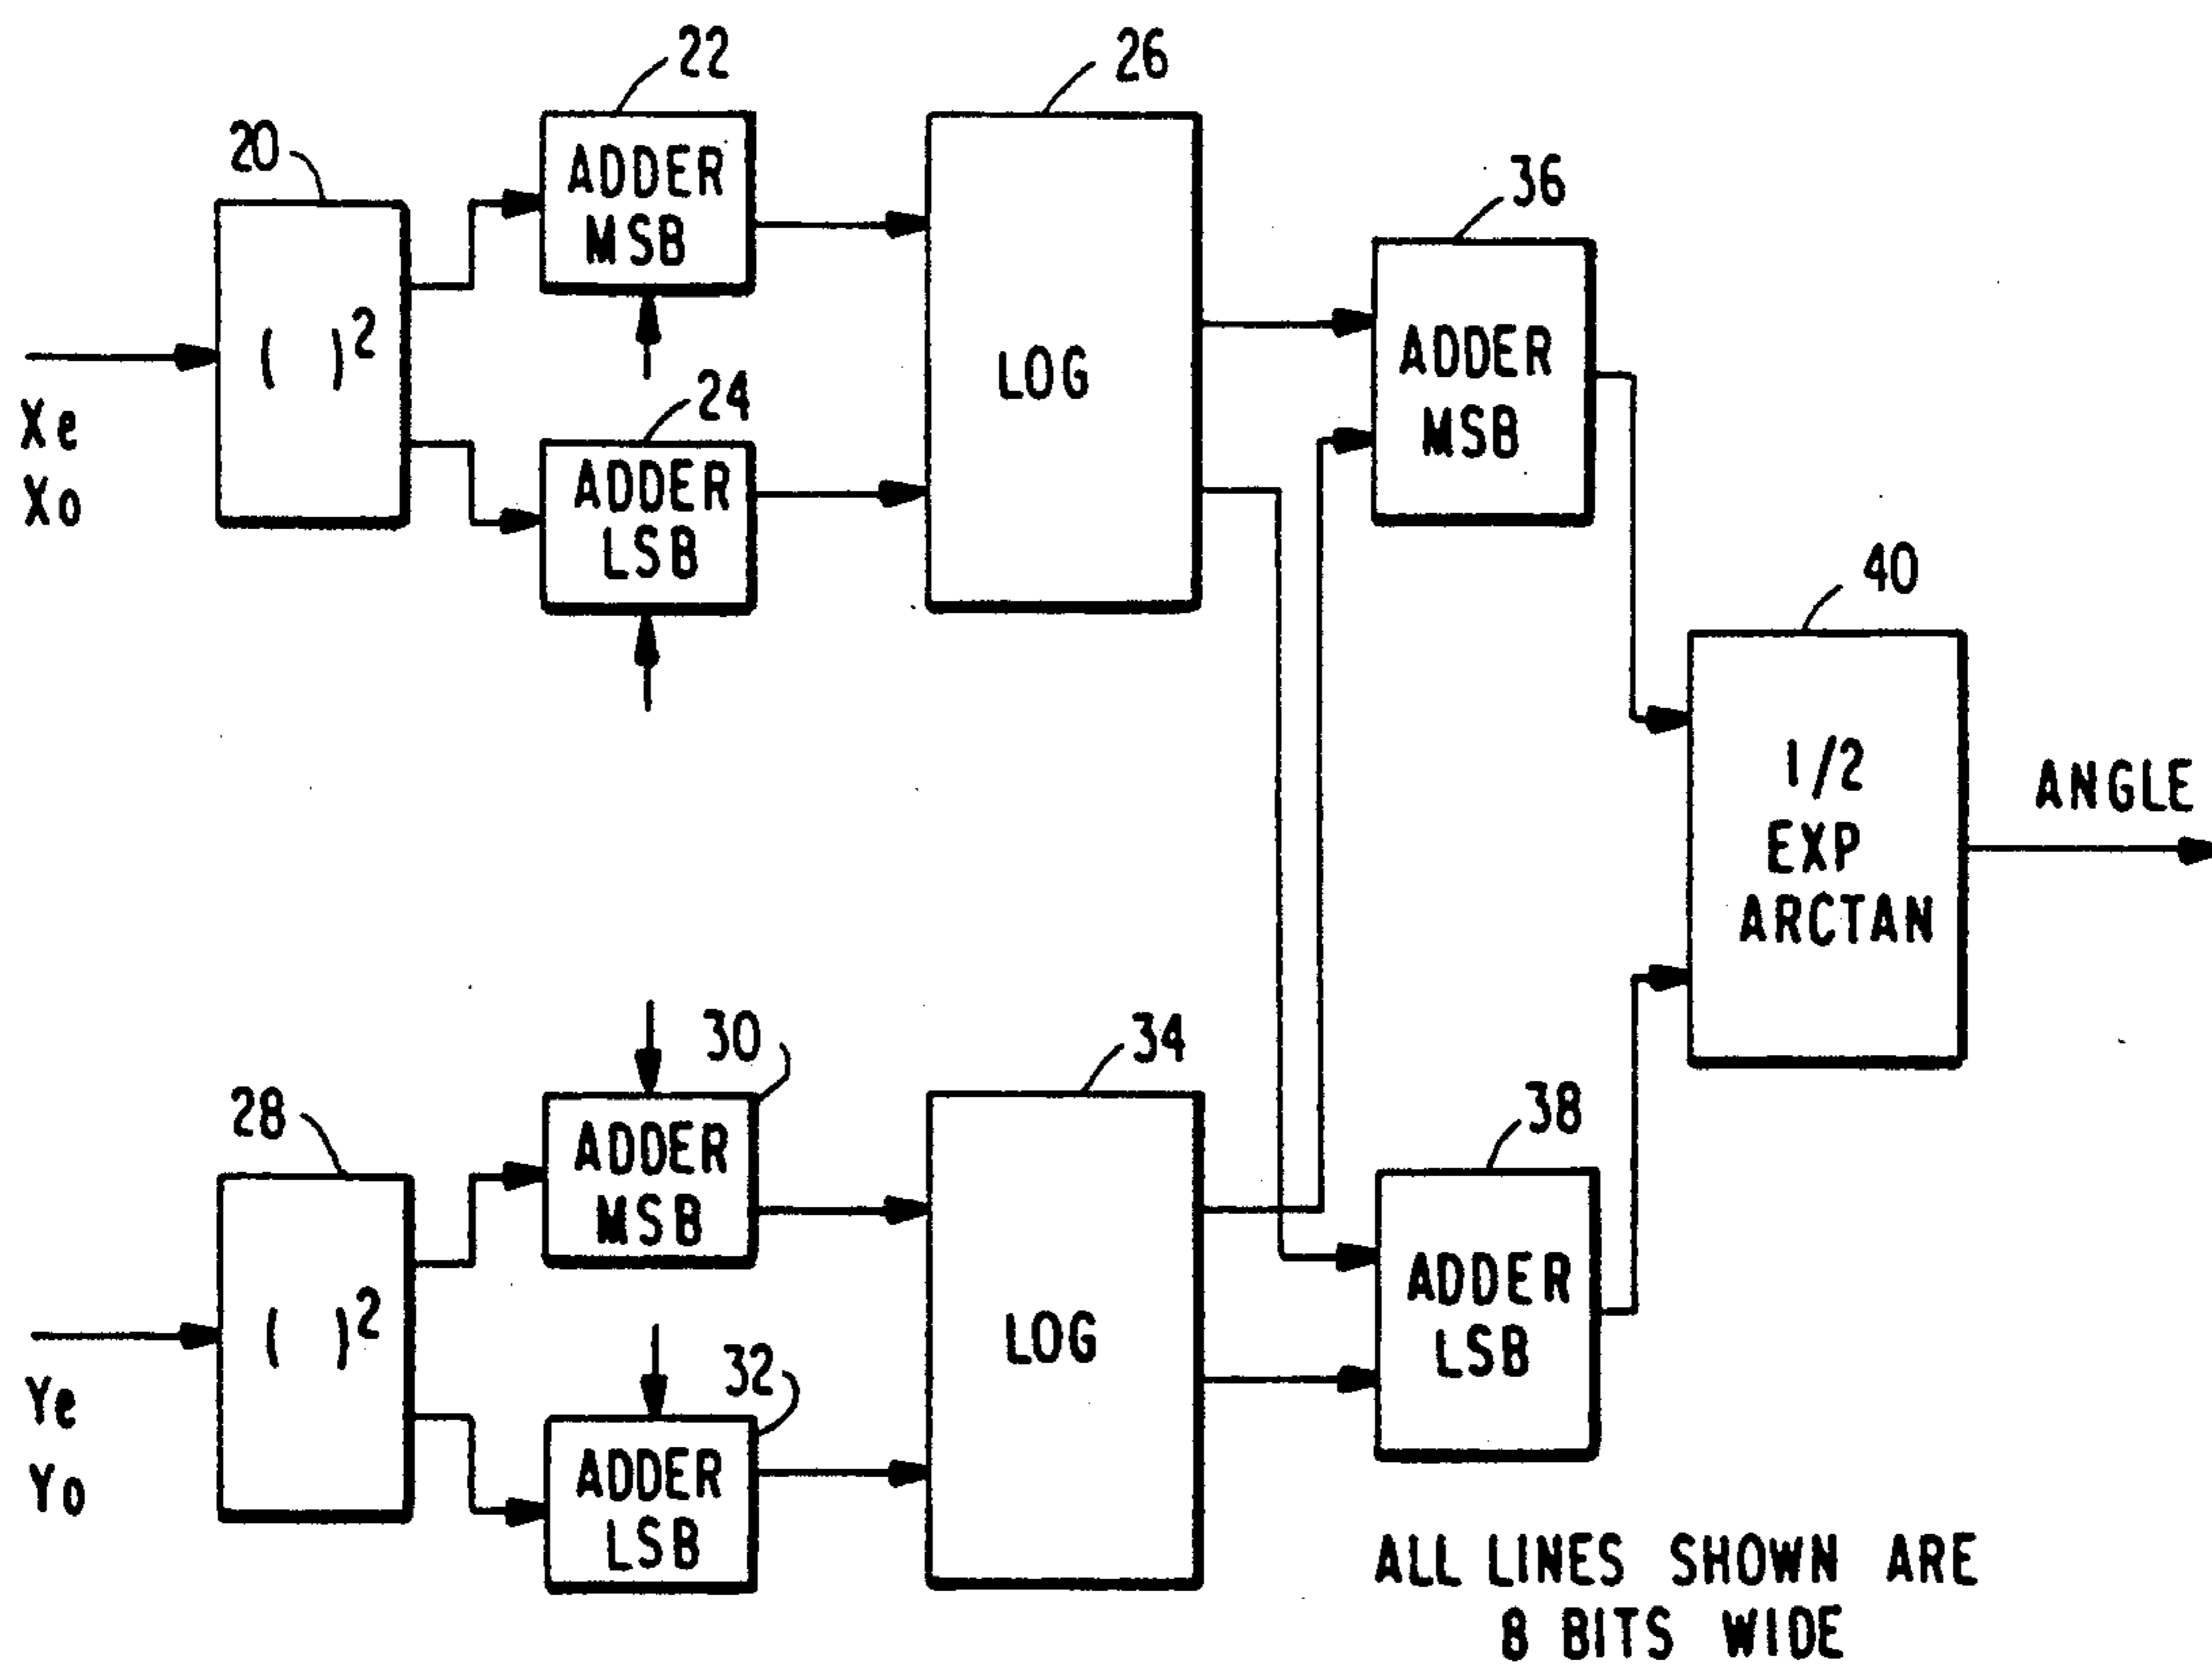 22
26
20
ADDER
MSB
36
( )²
LOG
ADDER
MSB
24
Xe
Xo
ADDER
LSB
40
1/2
EXP
ARCTAN
ANGLE
30
34
28
ADDER
MSB
38
( )²
LOG
ADDER
LSB
32
Ye
Yo
ADDER
LSB
ALL LINES SHOWN ARE
8 BITS WIDE